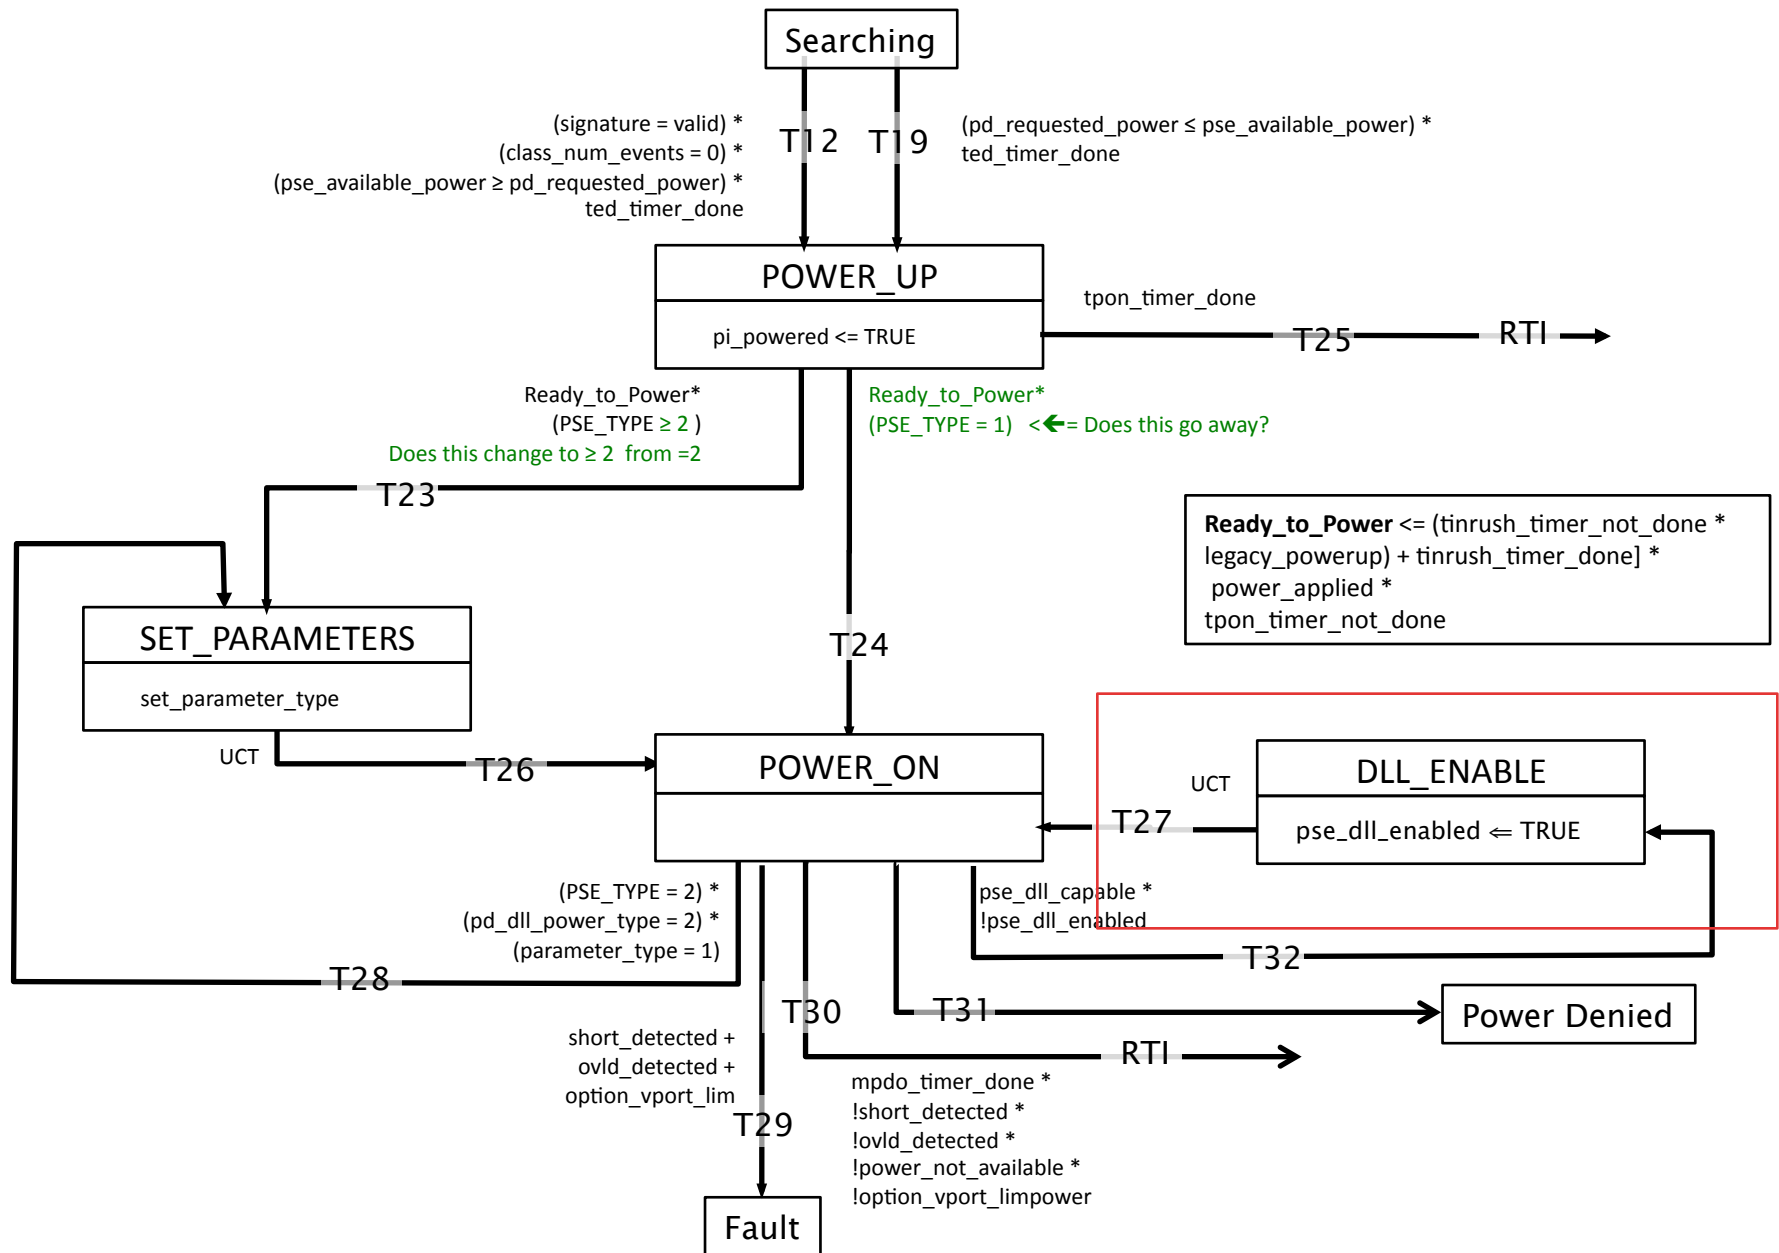 Searching
(signature = valid) *
(class_num_events = 0) *
(pse_available_power ≥ pd_requested_power) *
ted_timer_done
T12
T19
(pd_requested_power ≤ pse_available_power) *
ted_timer_done
POWER_UP
pi_powered <= TRUE
tpon_timer_done
T25
RTI
Ready_to_Power*
(PSE_TYPE ≥ 2 )
Does this change to ≥ 2 from =2
Ready_to_Power*
(PSE_TYPE = 1) <🡸= Does this go away?
T23
Ready_to_Power <= (tinrush_timer_not_done *
legacy_powerup) + tinrush_timer_done] *
power_applied *
tpon_timer_not_done
SET_PARAMETERS
set_parameter_type
T24
UCT
T26
POWER_ON
UCT
T27
DLL_ENABLE
pse_dll_enabled ⇐ TRUE
(PSE_TYPE = 2) *
(pd_dll_power_type = 2) *
(parameter_type = 1)
pse_dll_capable *
!pse_dll_enabled
T28
T32
T30
T31
Power Denied
short_detected +
ovld_detected +
option_vport_lim
T29
RTI
mpdo_timer_done *
!short_detected *
!ovld_detected *
!power_not_available *
!option_vport_limpower
Fault